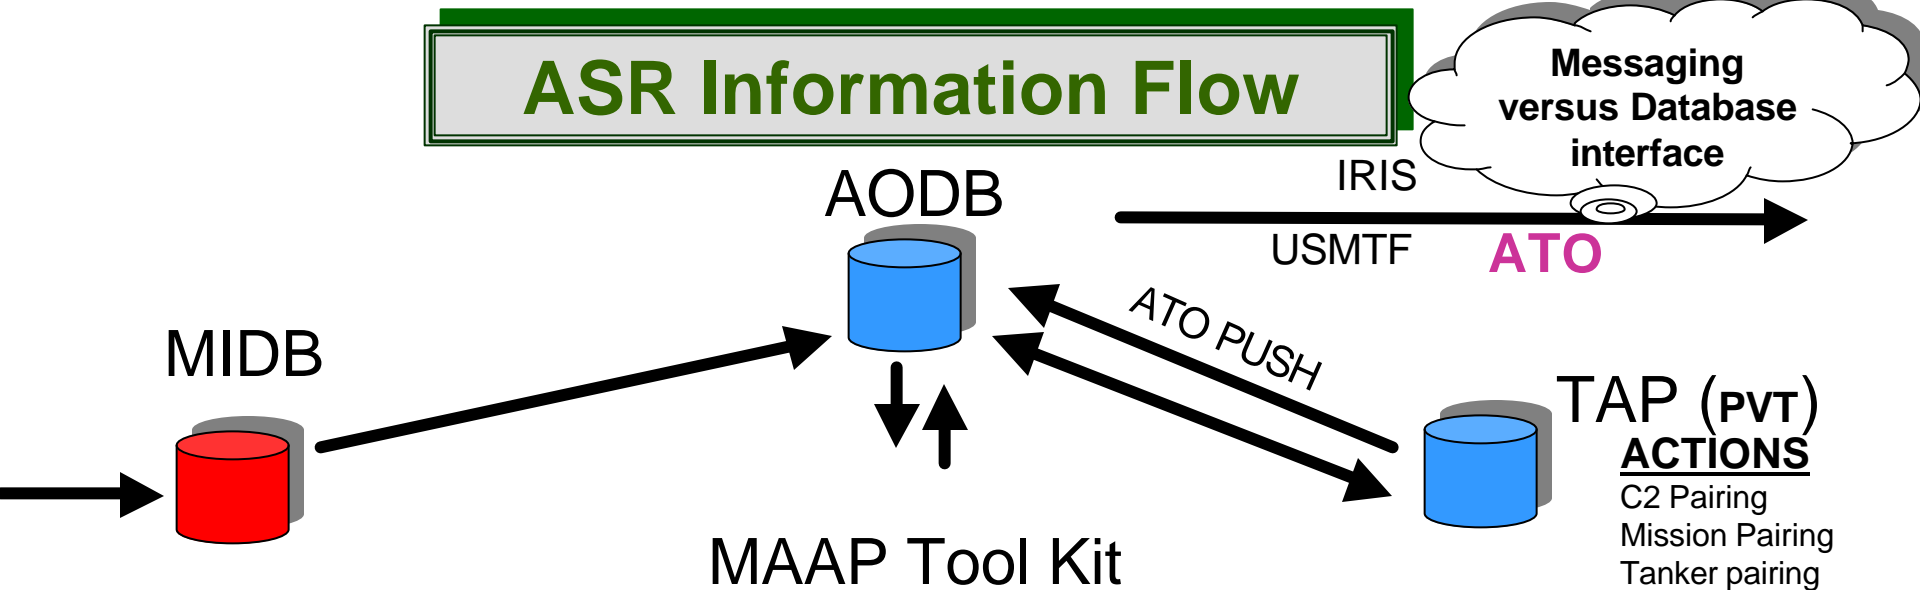 ASR Information Flow
Messaging
versus Database
interface
IRIS
AODB
USMTF ATO
ATO PUSH
MIDB
TAP (PVT)
ACTIONS
C2 Pairing
Mission Pairing
MAAP Tool Kit
Tanker pairing